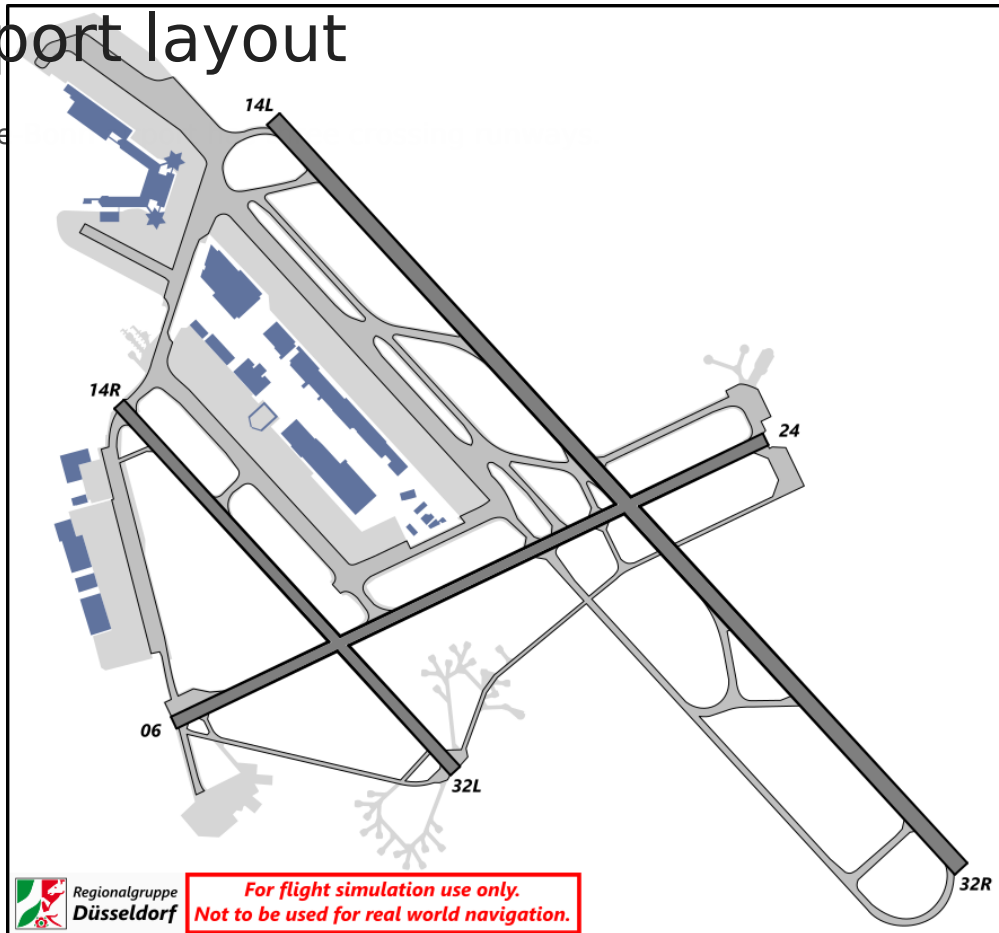 port layout
14L
14R
24
06
32L
32R
Regionalgruppe
Düsseldorf
For flight simulation use only.
Not to be used for real world navigation.